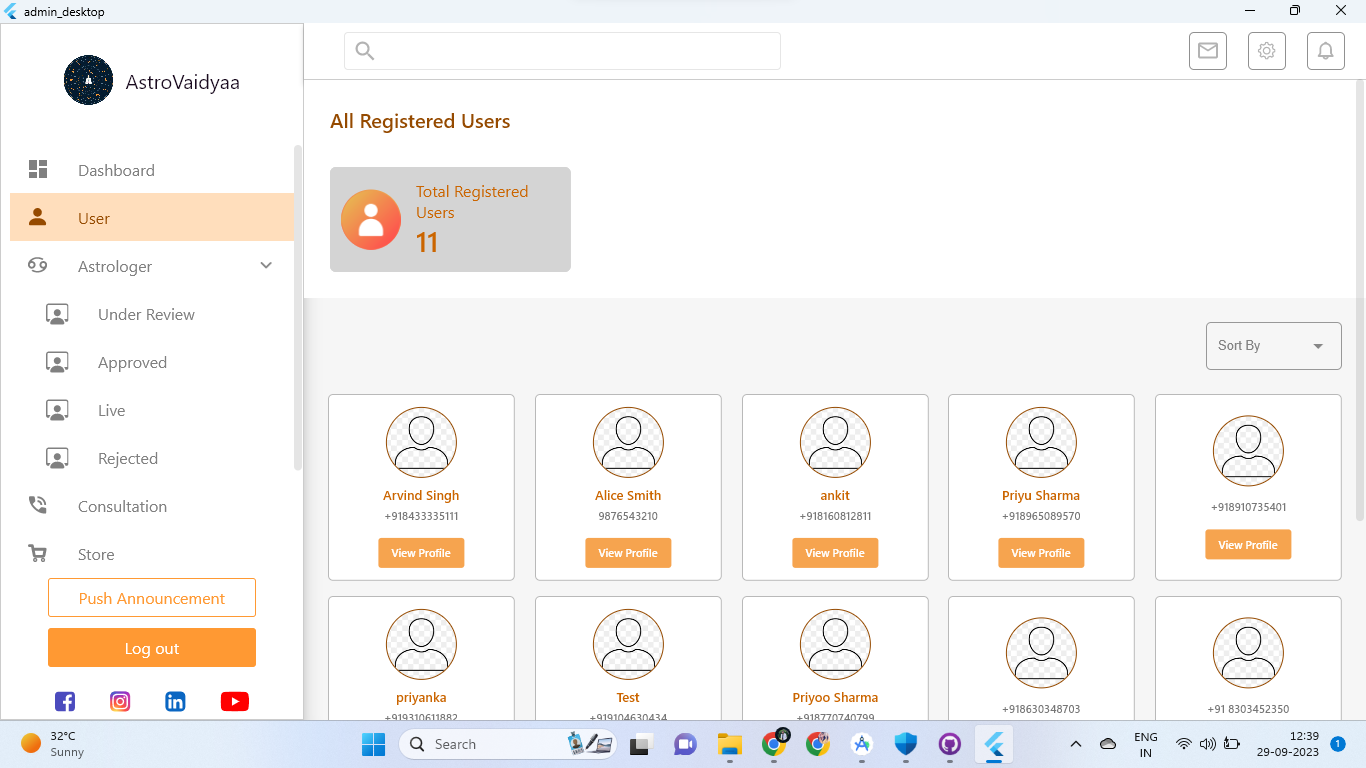 admin_desktop
AstroVaidyaa
Dashboard
User
Astrologer
Under Review
Approved
Live
Rejected
Consultation
Store
Push Announcement
Log out
All Registered Users
Total Registered
Users
11
Sort By
Arvind Singh
+918433335111
View Profile
Alice Smith
9876543210
View Profile
ankit
+918160812811
View Profile
Priyu Sharma
+918965089570
View Profile
+918910735401
View Profile
priyanka
+919310611882
Test
+919104630434
Priyoo Sharma
+918770740799
+918630348703
+91 8303452350
32°C
Sunny
Search
ENG
IN
12:39
29-09-2023
1